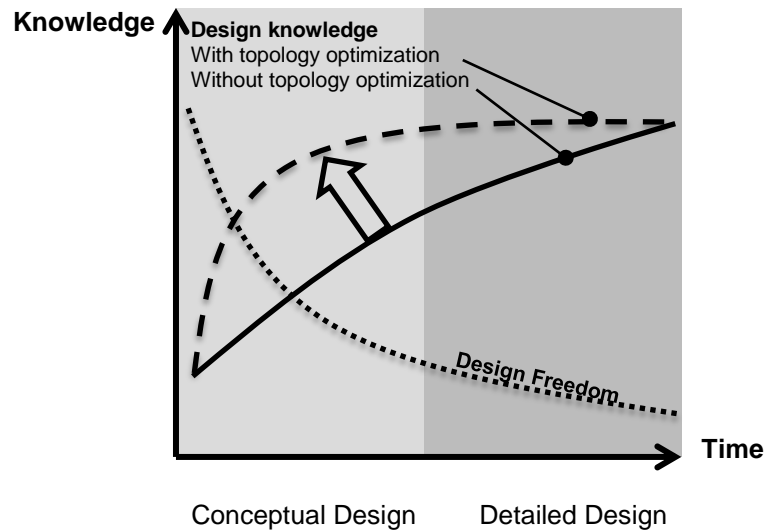 Knowledge
Design knowledge
With topology optimization
Without topology optimization
Design Freedom
Time
Conceptual Design
Detailed Design